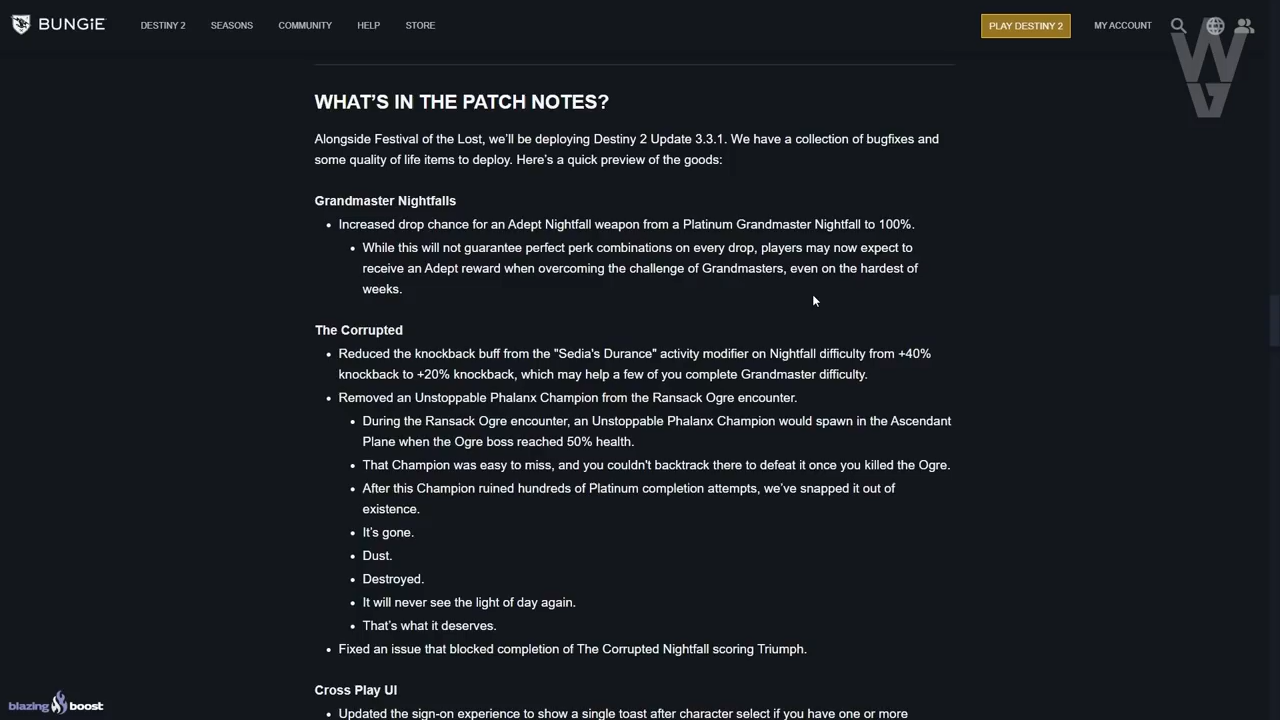 BUNGiE DESTINY 2 SEASONS COMMUNITY HELP STORE PLAY DESTINY 2 MY ACCOUNT
WHAT’S IN THE PATCH NOTES?
Alongside Festival of the Lost, we’ll be deploying Destiny 2 Update 3.3.1. We have a collection of bugfixes and
some quality of life items to deploy. Here’s a quick preview of the goods:
Grandmaster Nightfalls
• Increased drop chance for an Adept Nightfall weapon from a Platinum Grandmaster Nightfall to 100%.
• While this will not guarantee perfect perk combinations on every drop, players may now expect to
receive an Adept reward when overcoming the challenge of Grandmasters, even on the hardest of
weeks.
The Corrupted
• Reduced the knockback buff from the "Sedia's Durance" activity modifier on Nightfall difficulty from +40%
knockback to +20% knockback, which may help a few of you complete Grandmaster difficulty.
• Removed an Unstoppable Phalanx Champion from the Ransack Ogre encounter.
• During the Ransack Ogre encounter, an Unstoppable Phalanx Champion would spawn in the Ascendant
Plane when the Ogre boss reached 50% health.
• That Champion was easy to miss, and you couldn't backtrack there to defeat it once you killed the Ogre.
• After this Champion ruined hundreds of Platinum completion attempts, we’ve snapped it out of
existence.
• It’s gone.
• Dust.
• Destroyed.
• It will never see the light of day again.
• That’s what it deserves.
• Fixed an issue that blocked completion of The Corrupted Nightfall scoring Triumph.
Cross Play UI
• Updated the sign-on experience to show a single toast after character select if you have one or more
blazing boost